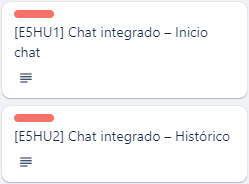 [E5HU1] Chat integrado – Inicio
chat
[E5HU2] Chat integrado – Histórico